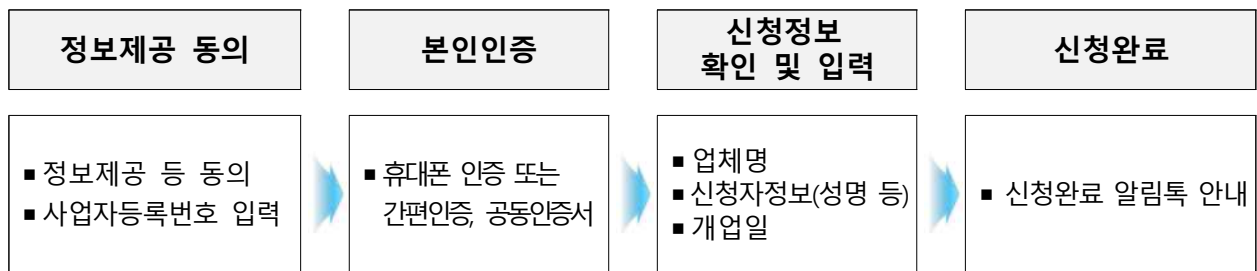 정보제공 동의
본인인증
신청정보
확인 및 입력
신청완료
▪ 정보제공 등 동의
▪ 사업자등록번호 입력
▪ 휴대폰 인증 또는
간편인증, 공동인증서
▪ 업체명
▪ 신청자정보(성명 등)
▪ 개업일
▪ 신청완료 알림톡 안내